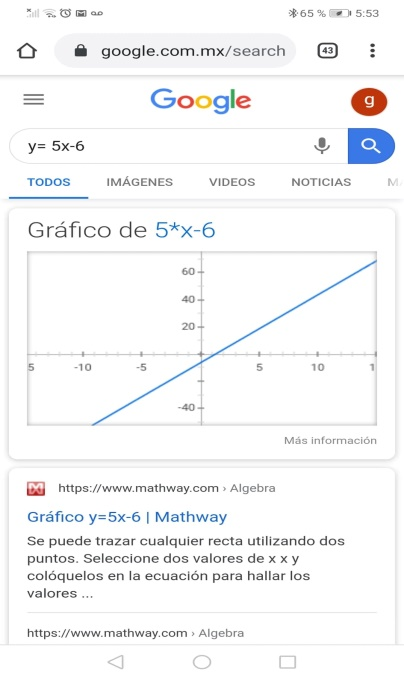 65 % 5:53
google.com.mx/search 43
Google g
y= 5x-6
TODOS IMÁGENES VIDEOS NOTICIAS M
Gráfico de 5*x-6
60
40
20
5 -10 -5 5 10 1
-40
Más información
https://www.mathway.com › Algebra
Gráfico y=5x-6 | Mathway
Se puede trazar cualquier recta utilizando dos
puntos. Seleccione dos valores de x x y
colóquelos en la ecuación para hallar los
valores ...
https://www.mathway.com › Algebra